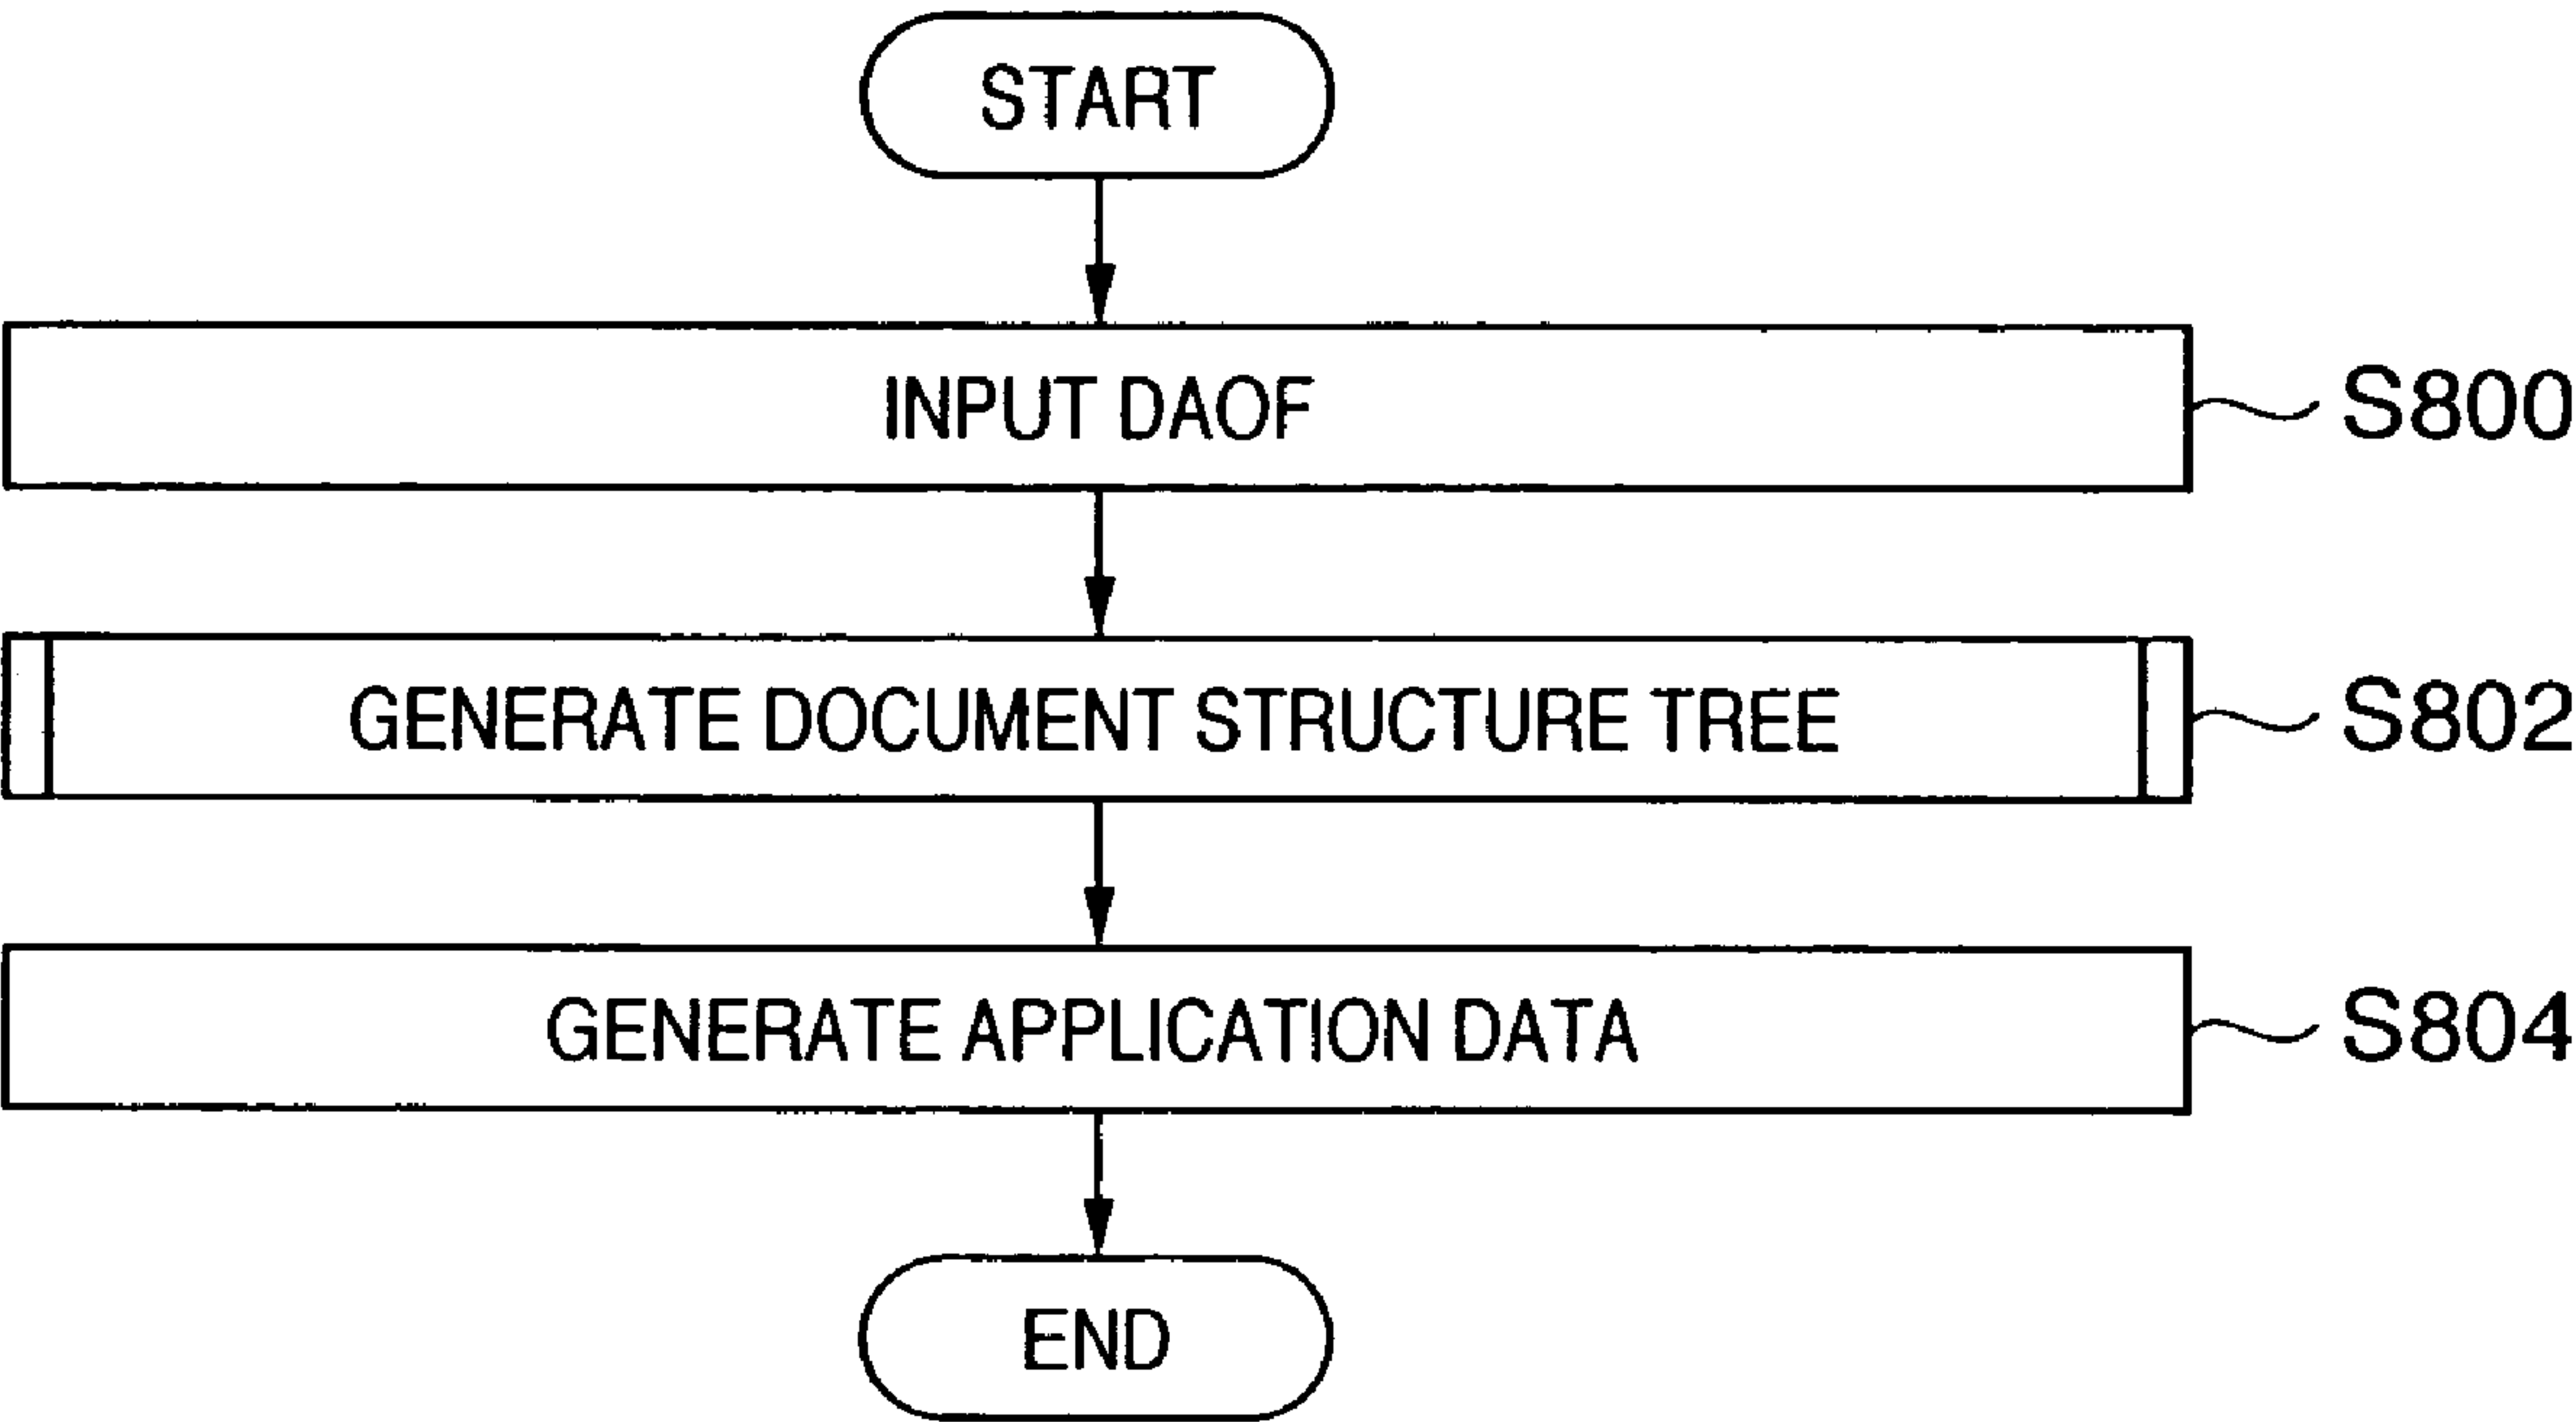 START
INPUT DAOF
S800
GENERATE DOCUMENT STRUCTURE TREE
S802
GENERATE APPLICATION DATA
S804
END